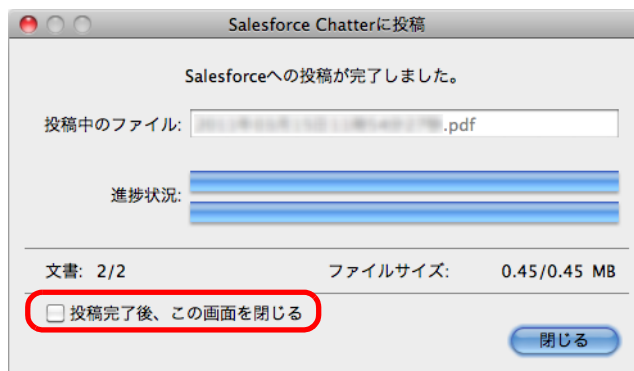 Salesforce Chatterに投稿
Salesforceへの投稿が完了しました。
投稿中のファイル: .pdf
進捗状況:
文書: 2/2 ファイルサイズ: 0.45/0.45 MB
投稿完了後、この画面を閉じる
閉じる